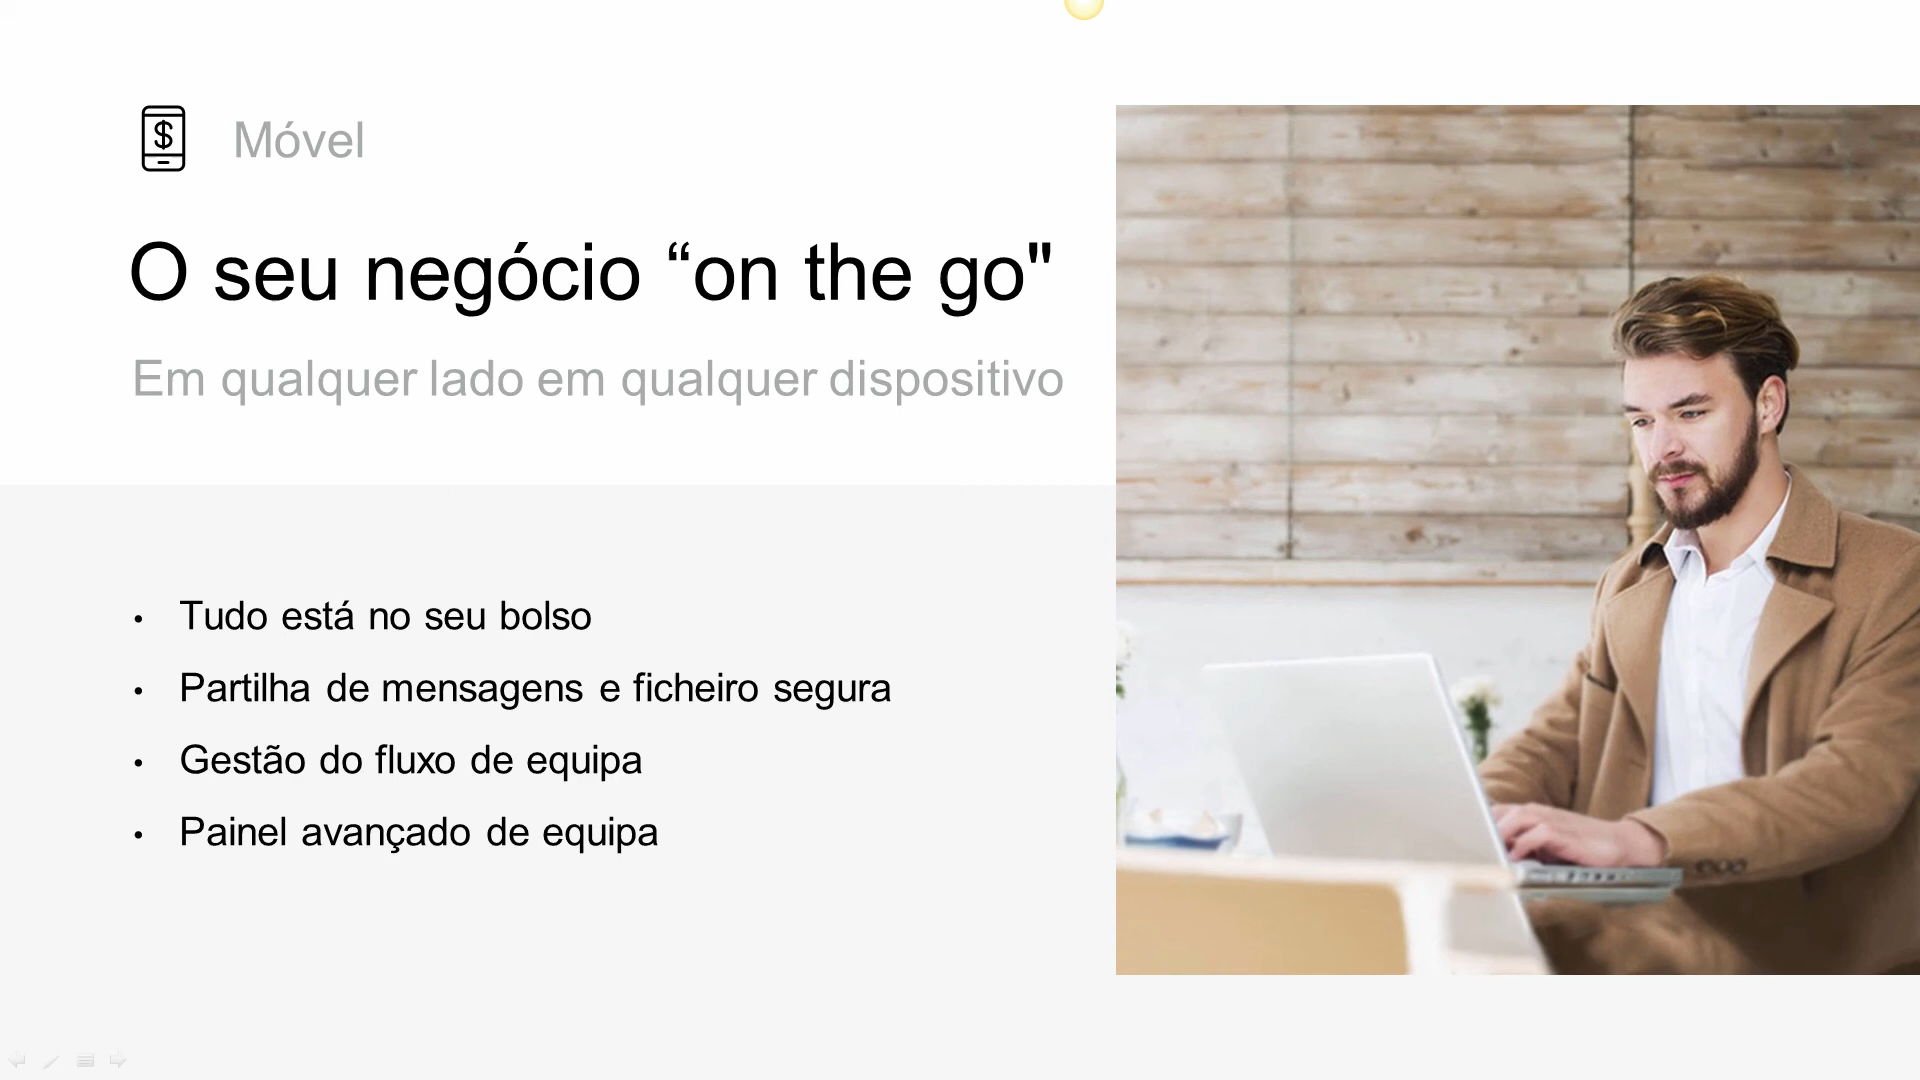 Móvel
O seu negócio “on the go"
Em qualquer lado em qualquer dispositivo
• Tudo está no seu bolso
• Partilha de mensagens e ficheiro segura
• Gestão do fluxo de equipa
• Painel avançado de equipa